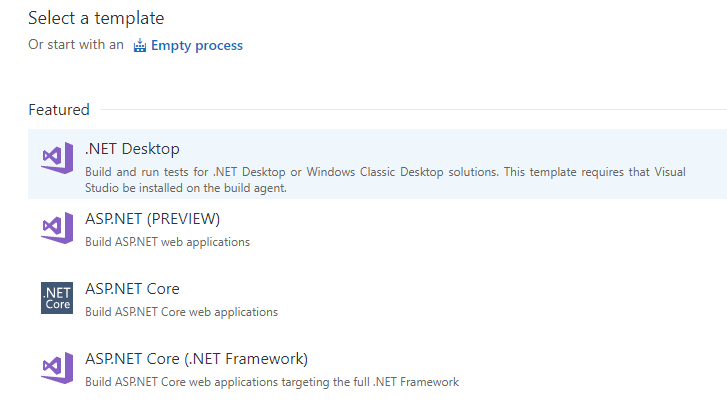 Select a template
Or start with an Empty process
Featured
.NET Desktop
Build and run tests for .NET Desktop or Windows Classic Desktop solutions. This template requires that Visual
Studio be installed on the build agent.
ASP.NET (PREVIEW)
Build ASP.NET web applications
.NET
Core
ASP.NET Core
Build ASP.NET Core web applications
ASP.NET Core (.NET Framework)
Build ASP.NET Core web applications targeting the full .NET Framework